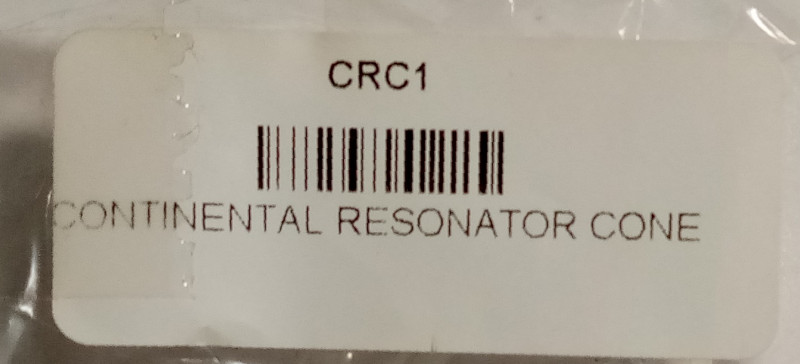 CRC1
CONTINENTAL RESONATOR CONE